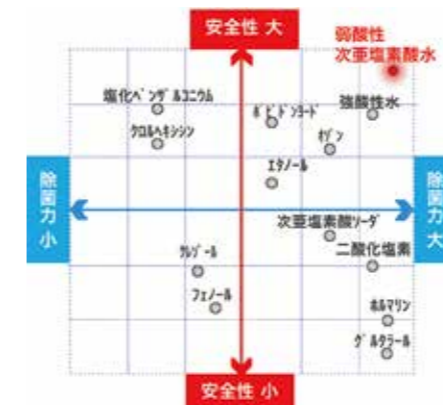 安全性 大
弱酸性
次亜塩素酸水
塩化ベンザルコニウム
ポビドンヨード
強酸性水
クロルヘキシジン
オゾン
エタノール
除菌力 小
除菌力 大
次亜塩素酸ソーダ
二酸化塩素
クレゾール
フェノール
ホルマリン
グルタラール
安全性 小